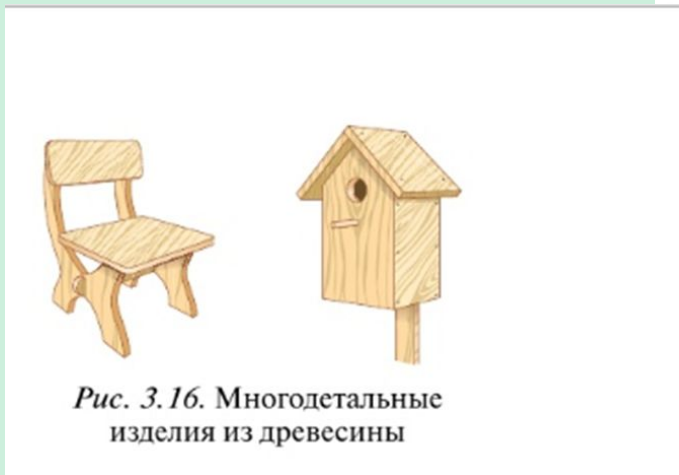 Рис. 3.16. Многодетальные
изделия из древесины